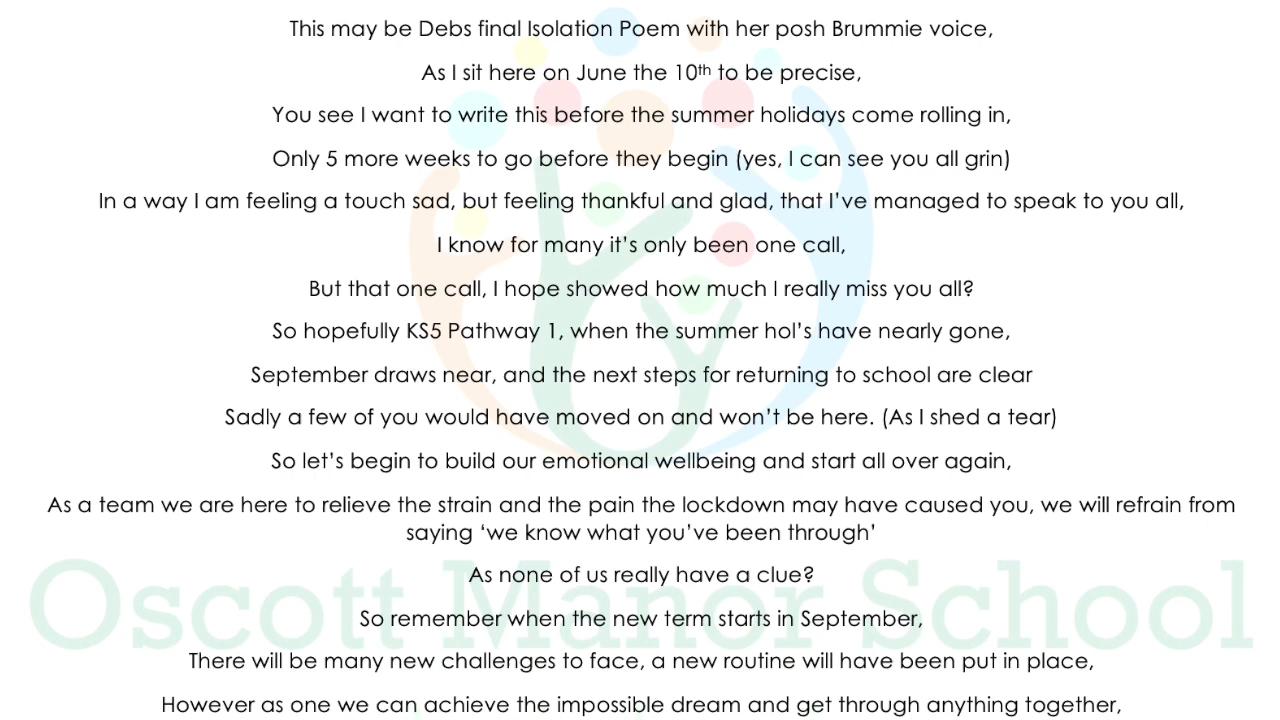 This may be Debs final Isolation Poem with her posh Brummie voice,
As I sit here on June the 10th to be precise,
You see I want to write this before the summer holidays come rolling in,
Only 5 more weeks to go before they begin (yes, I can see you all grin)
In a way I am feeling a touch sad, but feeling thankful and glad, that I’ve managed to speak to you all,
I know for many it’s only been one call,
But that one call, I hope showed how much I really miss you all?
So hopefully KS5 Pathway 1, when the summer hol’s have nearly gone,
September draws near, and the next steps for returning to school are clear
Sadly a few of you would have moved on and won’t be here. (As I shed a tear)
So let’s begin to build our emotional wellbeing and start all over again,
As a team we are here to relieve the strain and the pain the lockdown may have caused you, we will refrain from
saying ‘we know what you’ve been through’
As none of us really have a clue?
Oscott Manor School
So remember when the new term starts in September,
There will be many new challenges to face, a new routine will have been put in place,
However as one we can achieve the impossible dream and get through anything together,